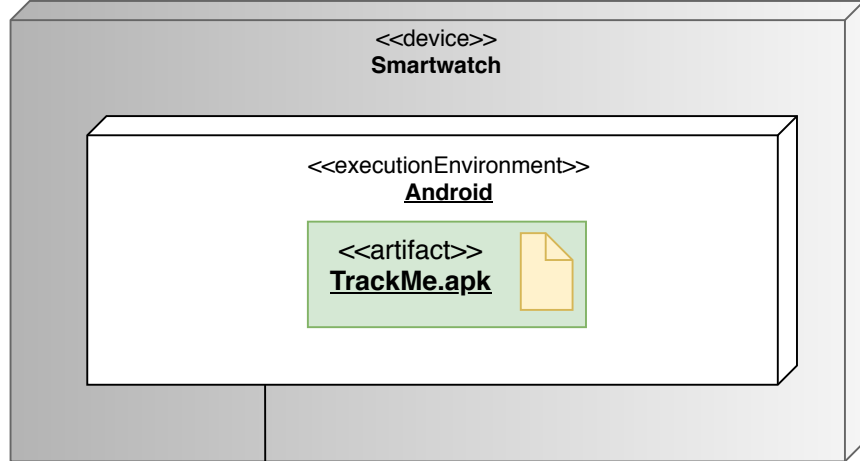 <<device>>
Smartwatch
<<executionEnvironment>>
Android
<<artifact>>
TrackMe.apk